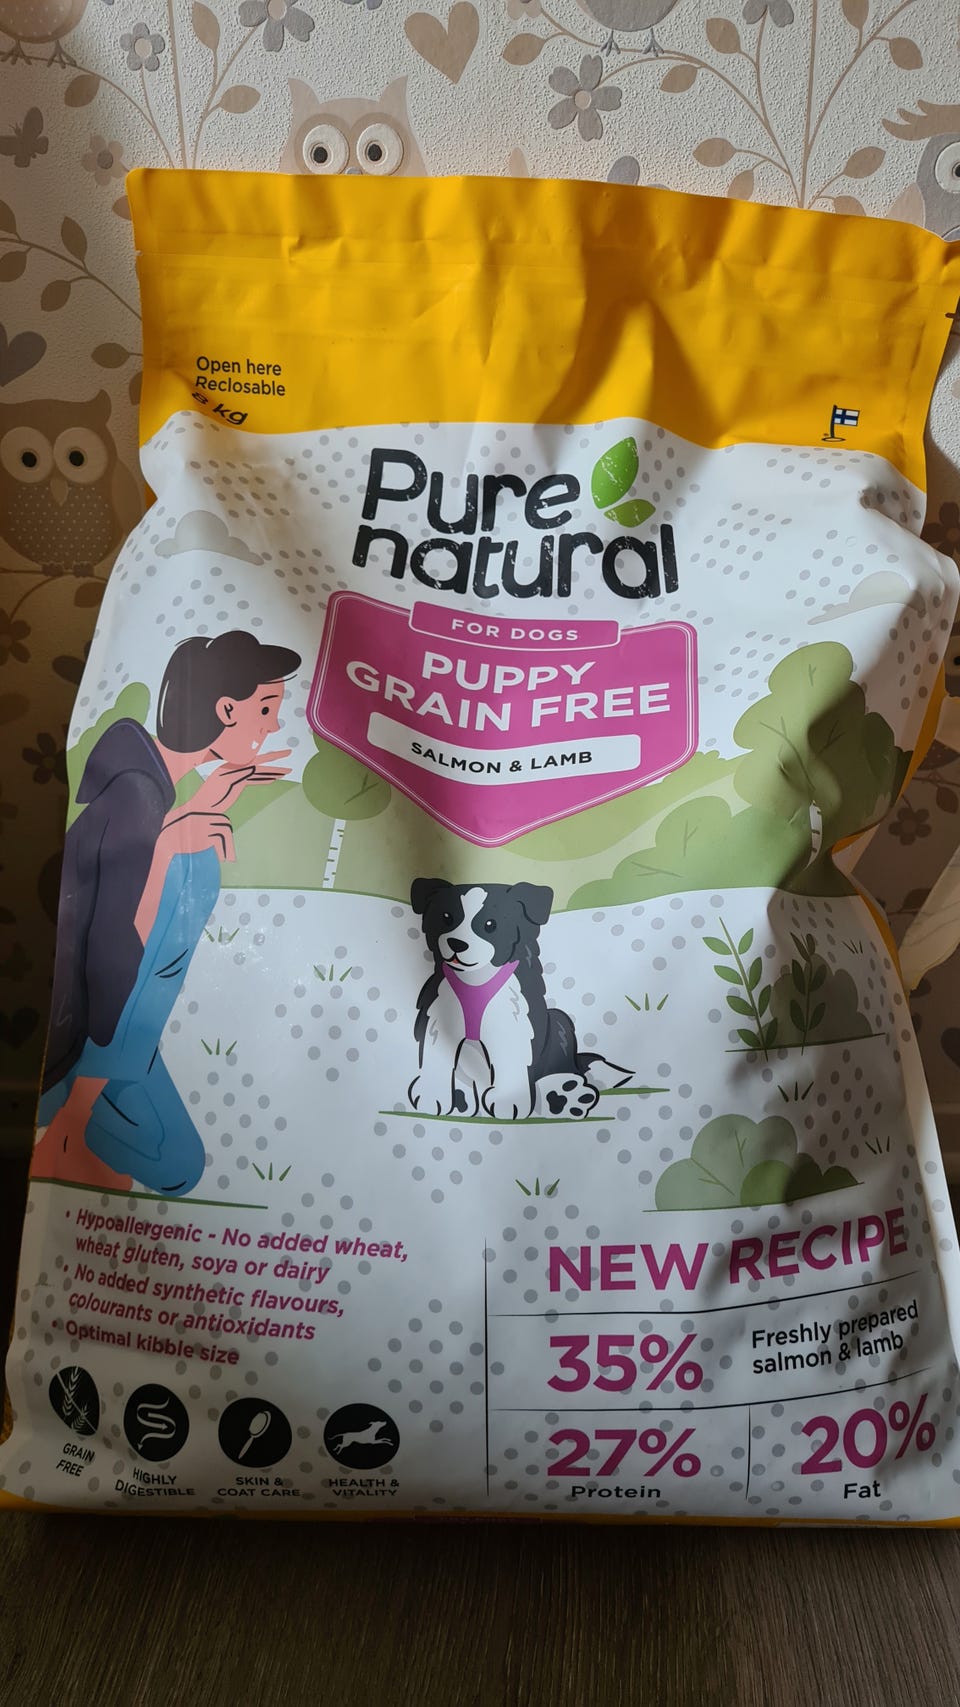 Open here
Reclosable
8 kg
Pure
natural
FOR DOGS
PUPPY
GRAIN FREE
SALMON & LAMB
• Hypoallergenic - No added wheat,
wheat gluten, soya or dairy
• No added synthetic flavours,
colourants or antioxidants
• Optimal kibble size
GRAIN
FREE
HIGHLY
DIGESTIBLE
SKIN &
COAT CARE
HEALTH &
VITALITY
NEW RECIPE
35%
Freshly prepared
salmon & lamb
27%
Protein
20%
Fat